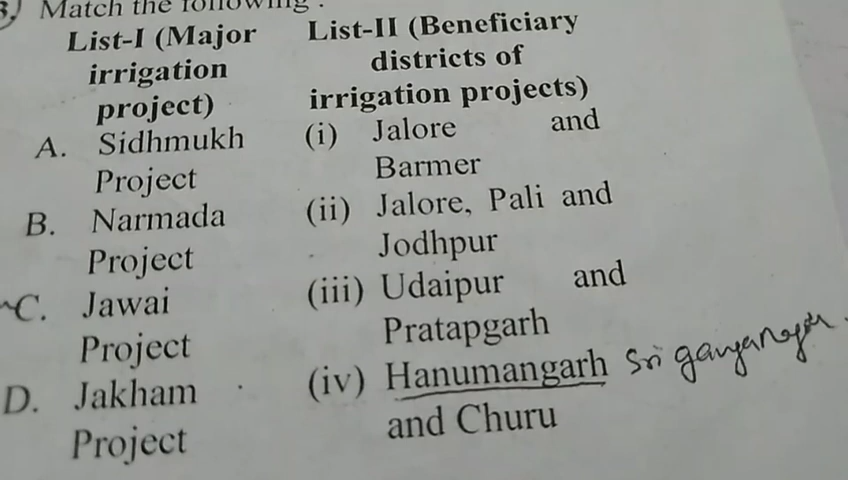 3) Match the following :
List-I (Major List-II (Beneficiary
irrigation districts of
project) irrigation projects)
A. Sidhmukh (i) Jalore and
Project Barmer
B. Narmada (ii) Jalore, Pali and
Project Jodhpur
C. Jawai (iii) Udaipur and
Project Pratapgarh
D. Jakham (iv) Hanumangarh Sri ganganagar
Project and Churu